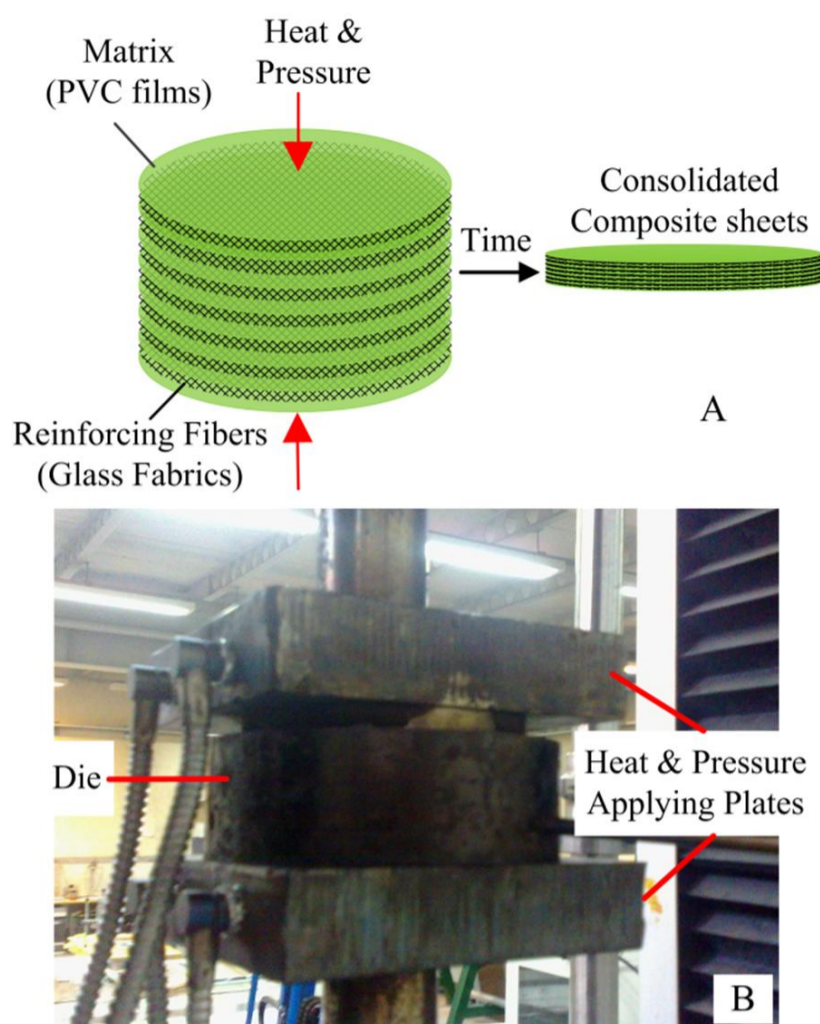 Heat &
Pressure
Matrix
(PVC films)
Consolidated
Composite sheets
Time
A
Reinforcing Fibers
(Glass Fabrics)
Die
Heat & Pressure
Applying Plates
B